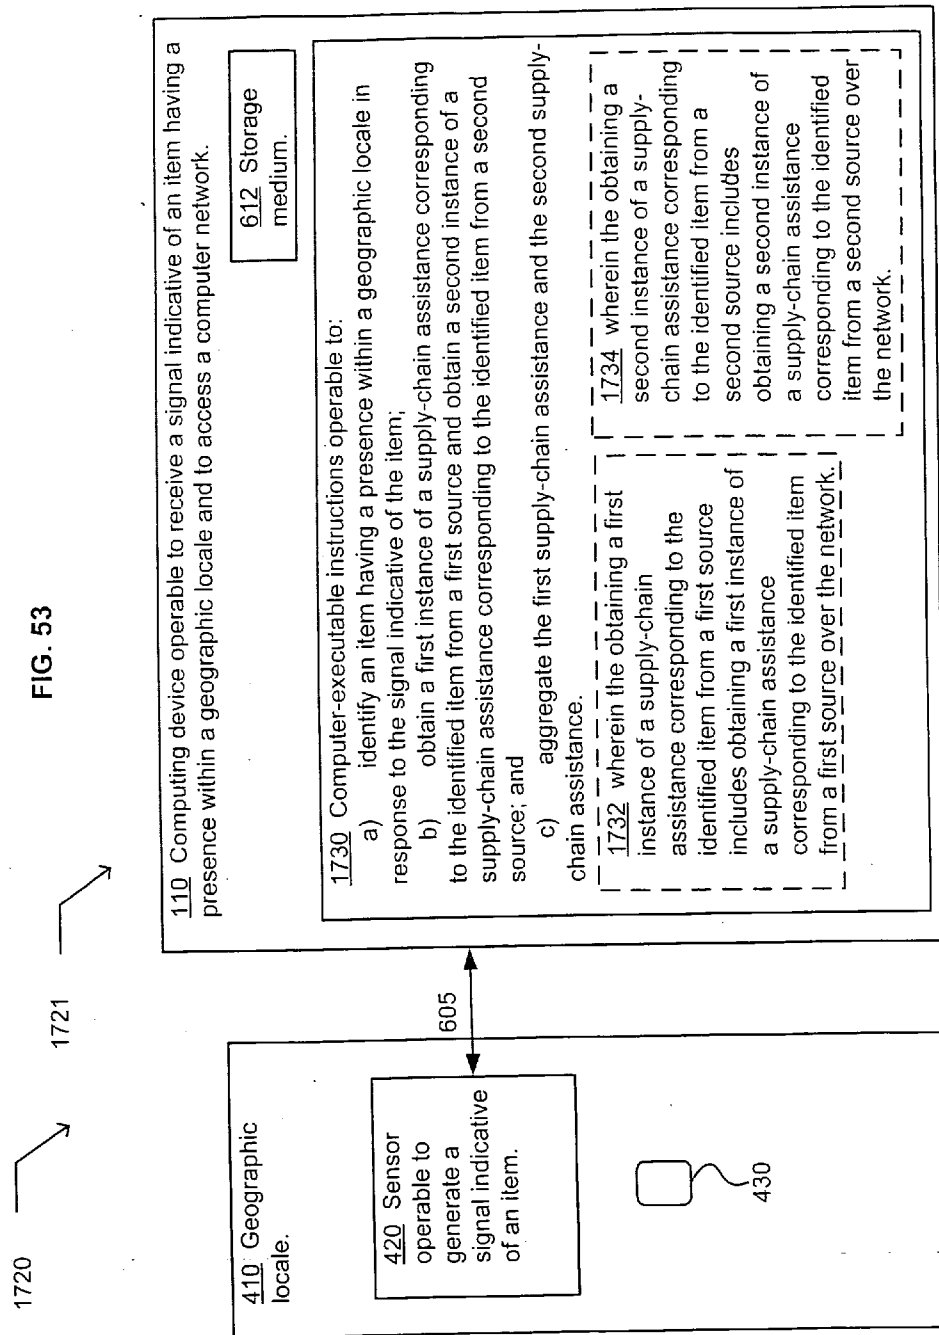 FIG. 53
1720
1721
410 Geographic
locale.
420 Sensor
operable to
generate a
signal indicative
of an item.
430
605
110 Computing device operable to receive a signal indicative of an item having a
presence within a geographic locale and to access a computer network.
612 Storage
medium.
1730 Computer-executable instructions operable to:
a) identify an item having a presence within a geographic locale in
response to the signal indicative of the item;
b) obtain a first instance of a supply-chain assistance corresponding
to the identified item from a first source and obtain a second instance of a
supply-chain assistance corresponding to the identified item from a second
source; and
c) aggregate the first supply-chain assistance and the second supply-
chain assistance.
1732 wherein the obtaining a first
instance of a supply-chain
assistance corresponding to the
identified item from a first source
includes obtaining a first instance of
a supply-chain assistance
corresponding to the identified item
from a first source over the network.
1734 wherein the obtaining a
second instance of a supply-
chain assistance corresponding
to the identified item from a
second source includes
obtaining a second instance of
a supply-chain assistance
corresponding to the identified
item from a second source over
the network.